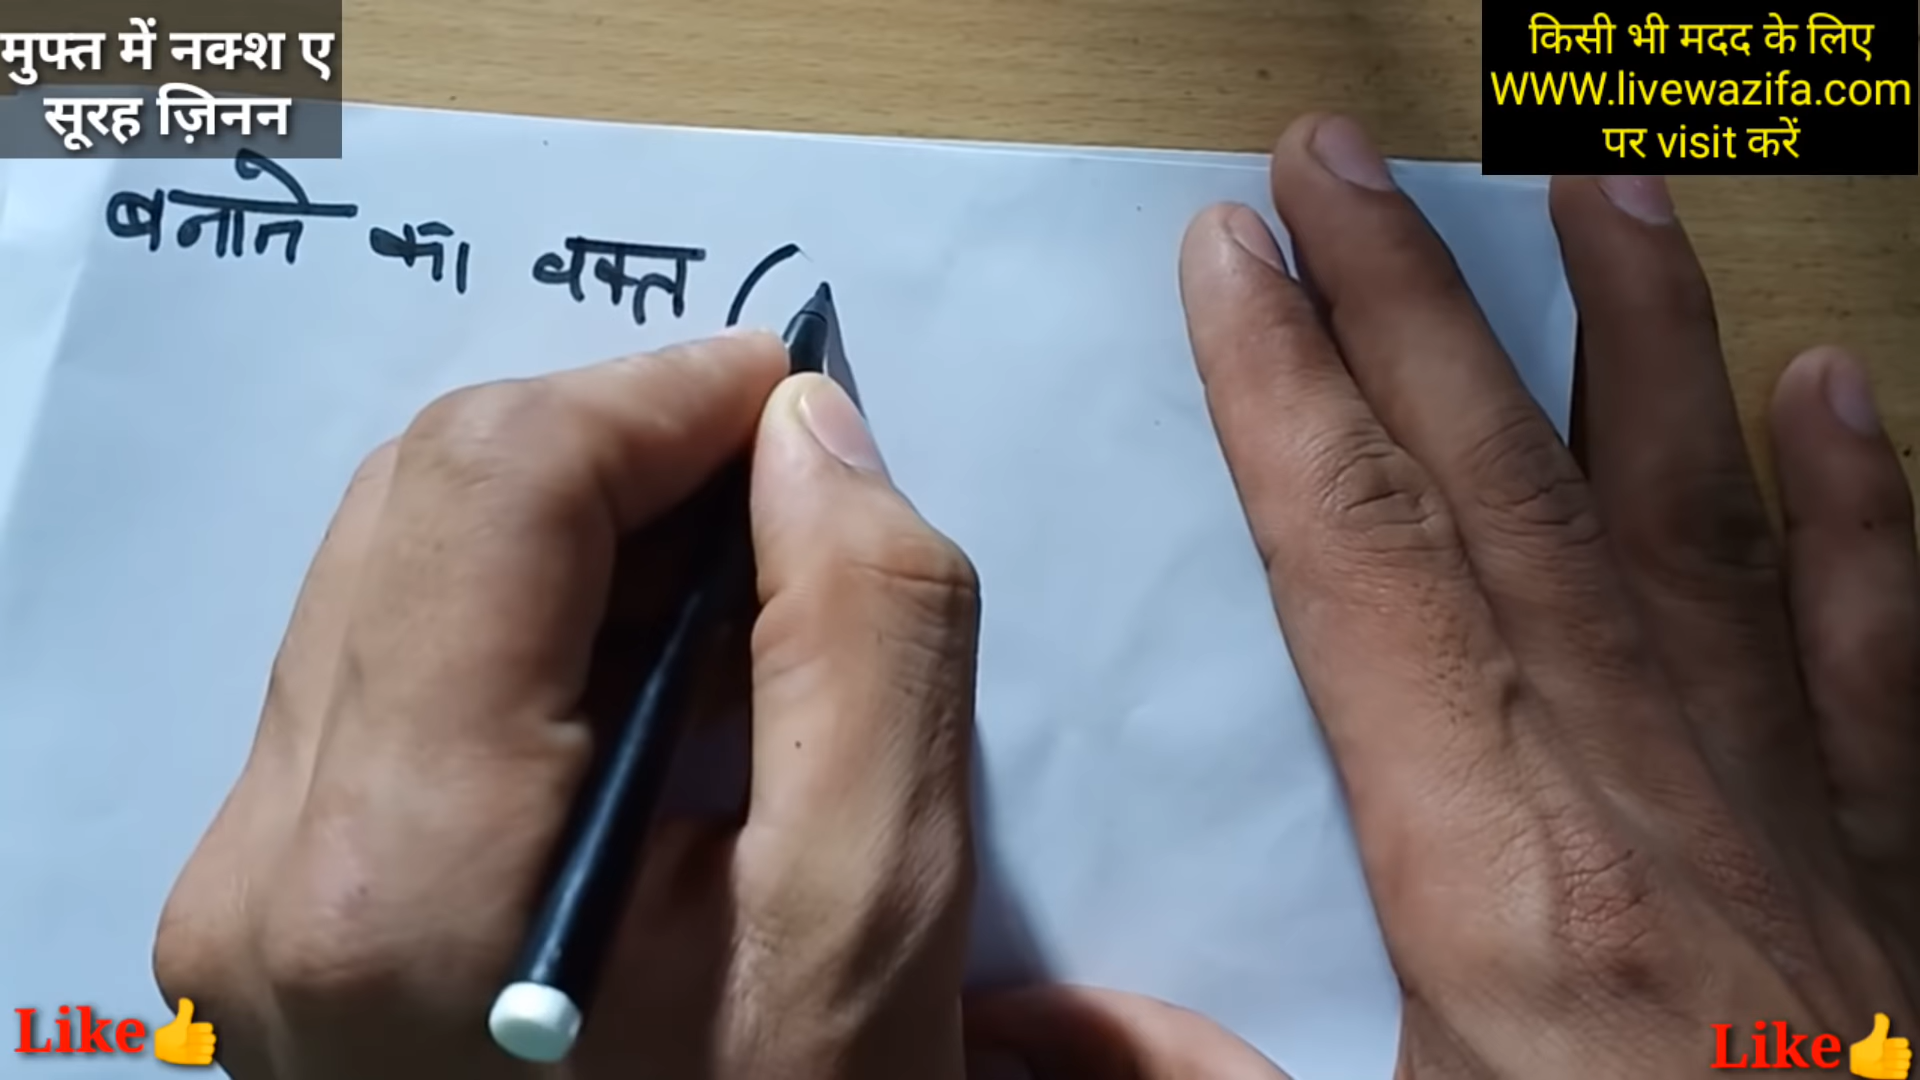 मुफ्त में नक्श ए
सूरह ज़िनन
किसी भी मदद के लिए
WWW.livewazifa.com
पर visit करें
बनाने का वक्त (
Like👍
Like👍